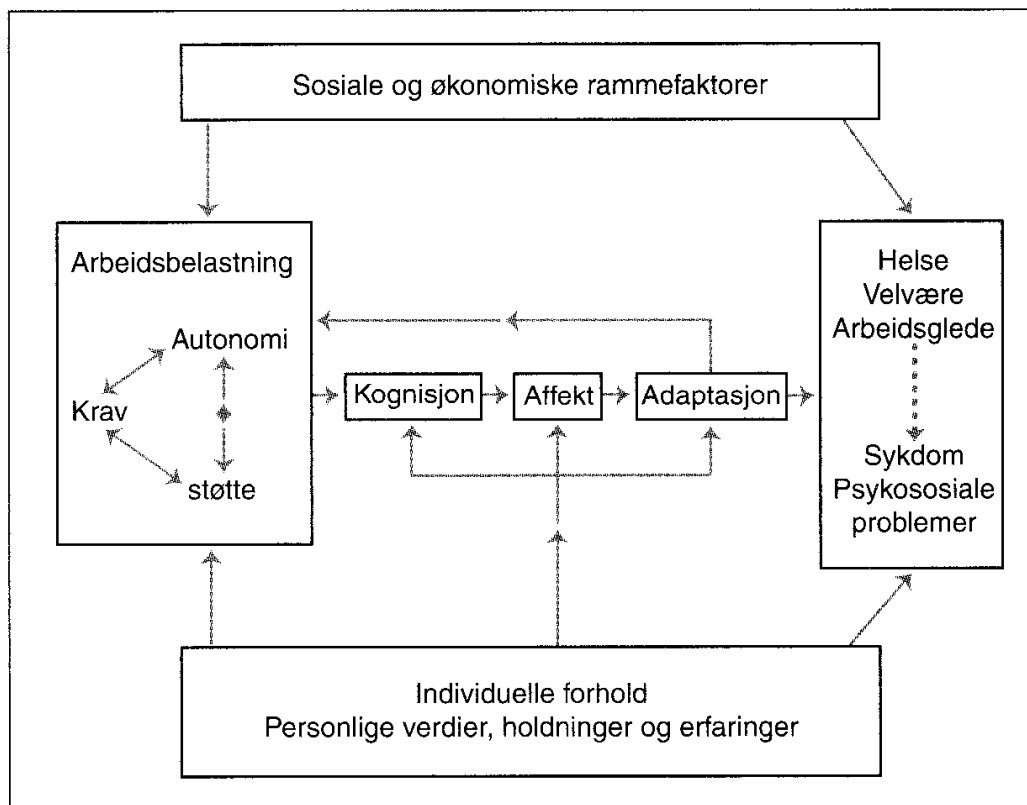 Sosiale og økonomiske rammefaktorer
Arbeidsbelastning
Autonomi
Krav
støtte
Kognisjon
Affekt
Adaptasjon
Helse
Velvære
Arbeidsglede
Sykdom
Psykososiale
problemer
Individuelle forhold
Personlige verdier, holdninger og erfaringer